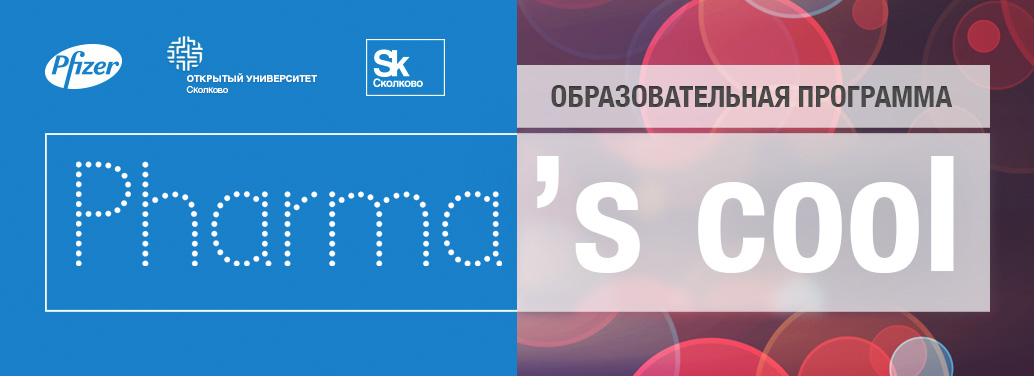 Pfizer
ОТКРЫТЫЙ УНИВЕРСИТЕТ
Сколково
Sk
Сколково
ОБРАЗОВАТЕЛЬНАЯ ПРОГРАММА
Pharma's cool